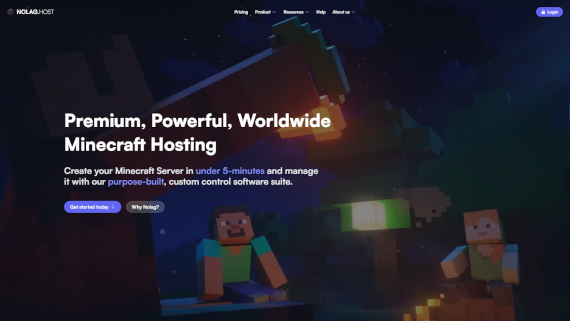 NOLAG.HOST
Pricing Product Resources Help About us
Login
Premium, Powerful, Worldwide
Minecraft Hosting
Create your Minecraft Server in under 5-minutes and manage
it with our purpose-built, custom control software suite.
Get started today
Why Nolag?